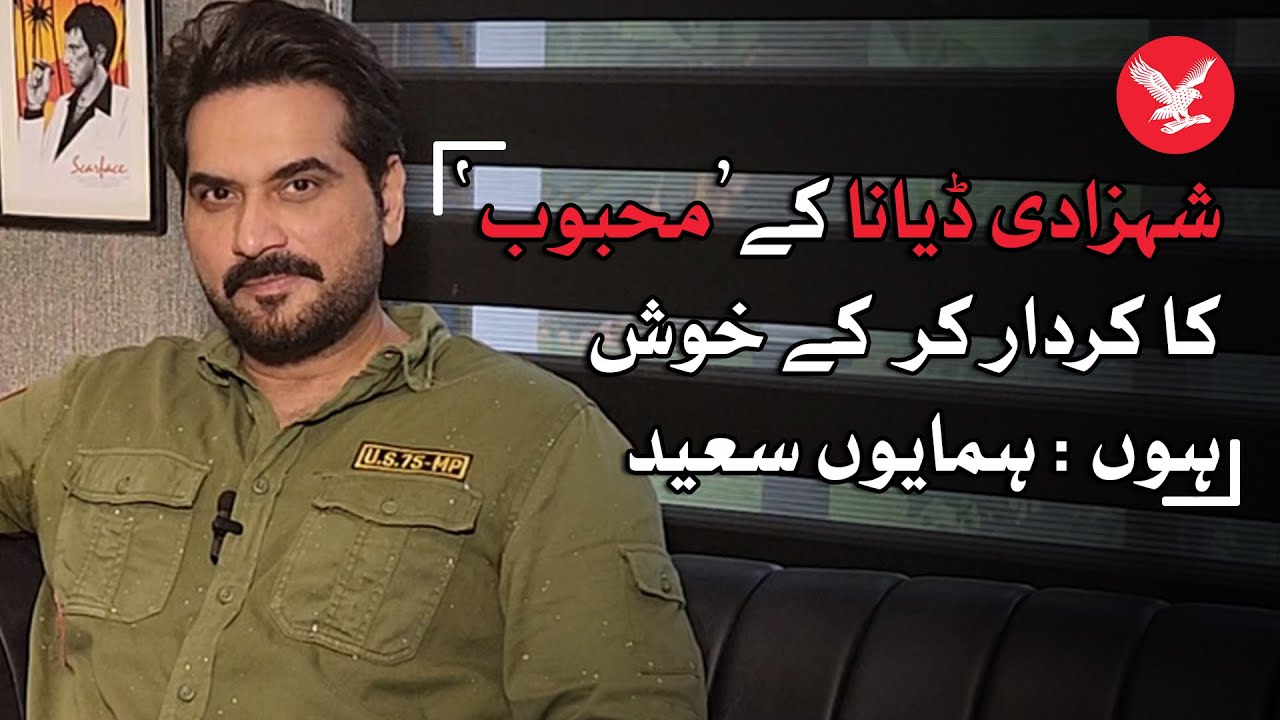 Scarface
شہزادی ڈیانا کے ’محبوب‘
کا کردار کر کے خوش
ہوں : ہمایوں سعید
U.S.75-MP